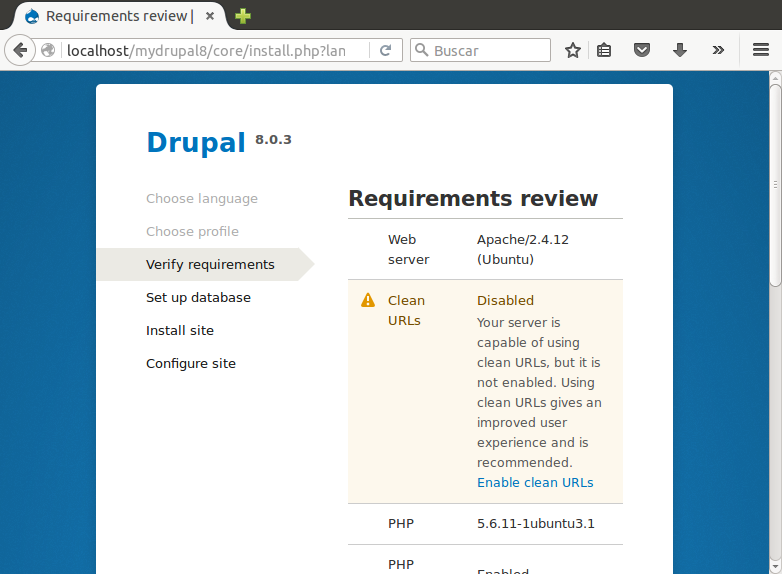 Requirements review |
localhost/mydrupal8/core/install.php?lan
Buscar
Drupal 8.0.3
Choose language
Choose profile
Verify requirements
Set up database
Install site
Configure site
Requirements review
Web
server
Apache/2.4.12
(Ubuntu)
Clean
URLs
Disabled
Your server is
capable of using
clean URLs, but it is
not enabled. Using
clean URLs gives an
improved user
experience and is
recommended.
Enable clean URLs
PHP
5.6.11-1ubuntu3.1
PHP
Enabled